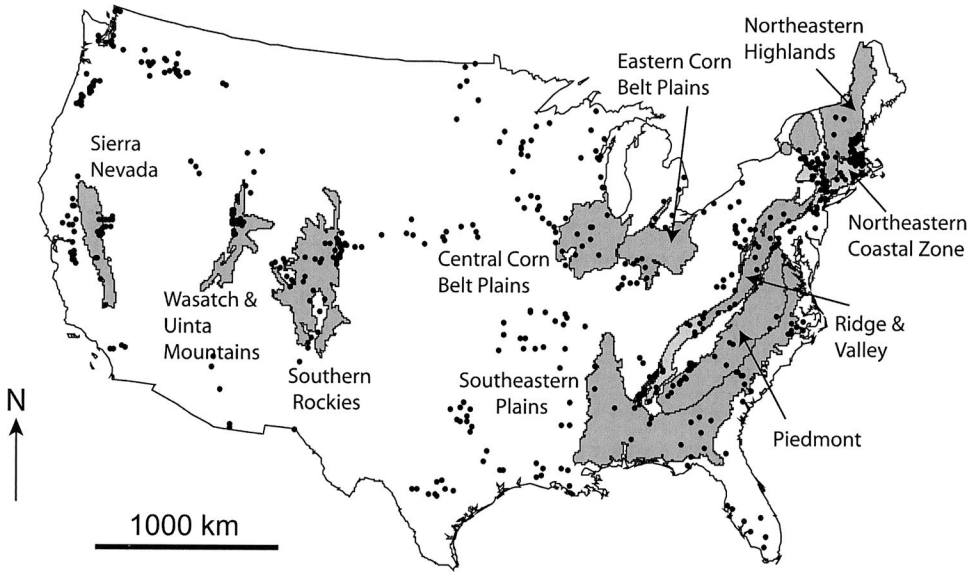 Northeastern
Highlands
Eastern Corn
Belt Plains
Sierra
Nevada
Northeastern
Coastal Zone
Central Corn
Belt Plains
Wasatch &
Uinta
Mountains
Ridge &
Valley
Southern
Rockies
Southeastern
Plains
Piedmont
N
1000 km